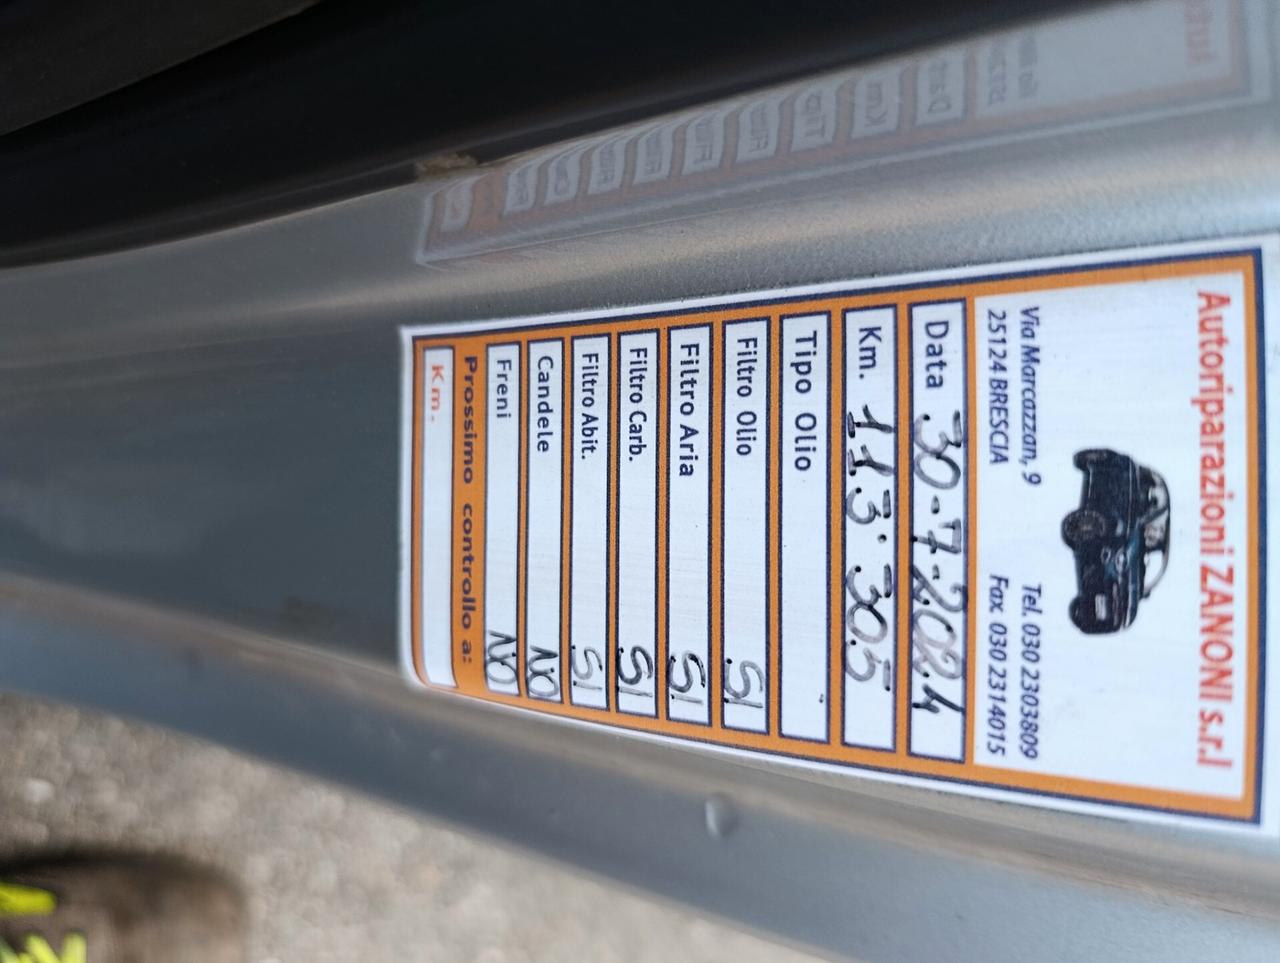 Autoriparazioni ZANONI s.r.l
Via Marcazzan, 9 Tel. 030 2303809
25124 BRESCIA Fax 030 2314015
Data 30-7-2024
Km. 113.305
Tipo Olio
Filtro Olio SI
Filtro Aria SI
Filtro Carb. SI
Filtro Abit. SI
Candele NO
Freni NO
Prossimo controllo a:
Km.